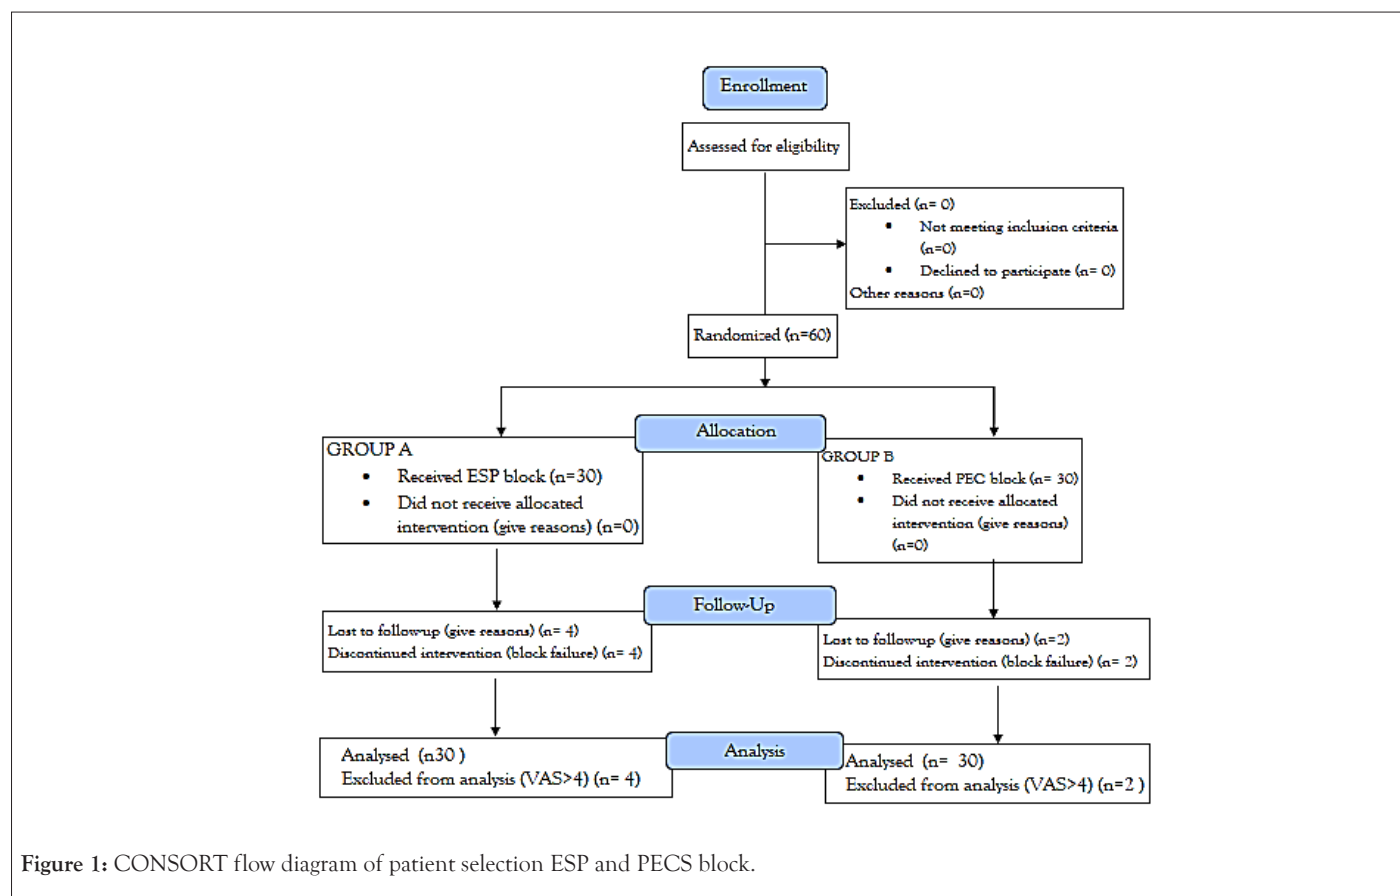 Enrollment
Assessed for eligibility
Excluded (n= 0)
• Not meeting inclusion criteria
(n=0)
• Declined to participate (n= 0)
Other reasons (n=0)
Randomized (n=60)
Allocation
GROUP A
• Received ESP block (n=30)
• Did not receive allocated
intervention (give reasons) (n=0)
GROUP B
• Received PEC block (n= 30)
• Did not receive allocated
intervention (give reasons)
(n=0)
Follow-Up
Lost to follow-up (give reasons) (n= 4)
Discontinued intervention (block failure) (n= 4)
Lost to follow-up (give reasons) (n=2)
Discontinued intervention (block failure) (n= 2)
Analysis
Analysed (n30 )
Excluded from analysis (VAS>4) (n= 4)
Analysed (n= 30)
Excluded from analysis (VAS>4) (n=2 )
Figure 1: CONSORT flow diagram of patient selection ESP and PECS block.